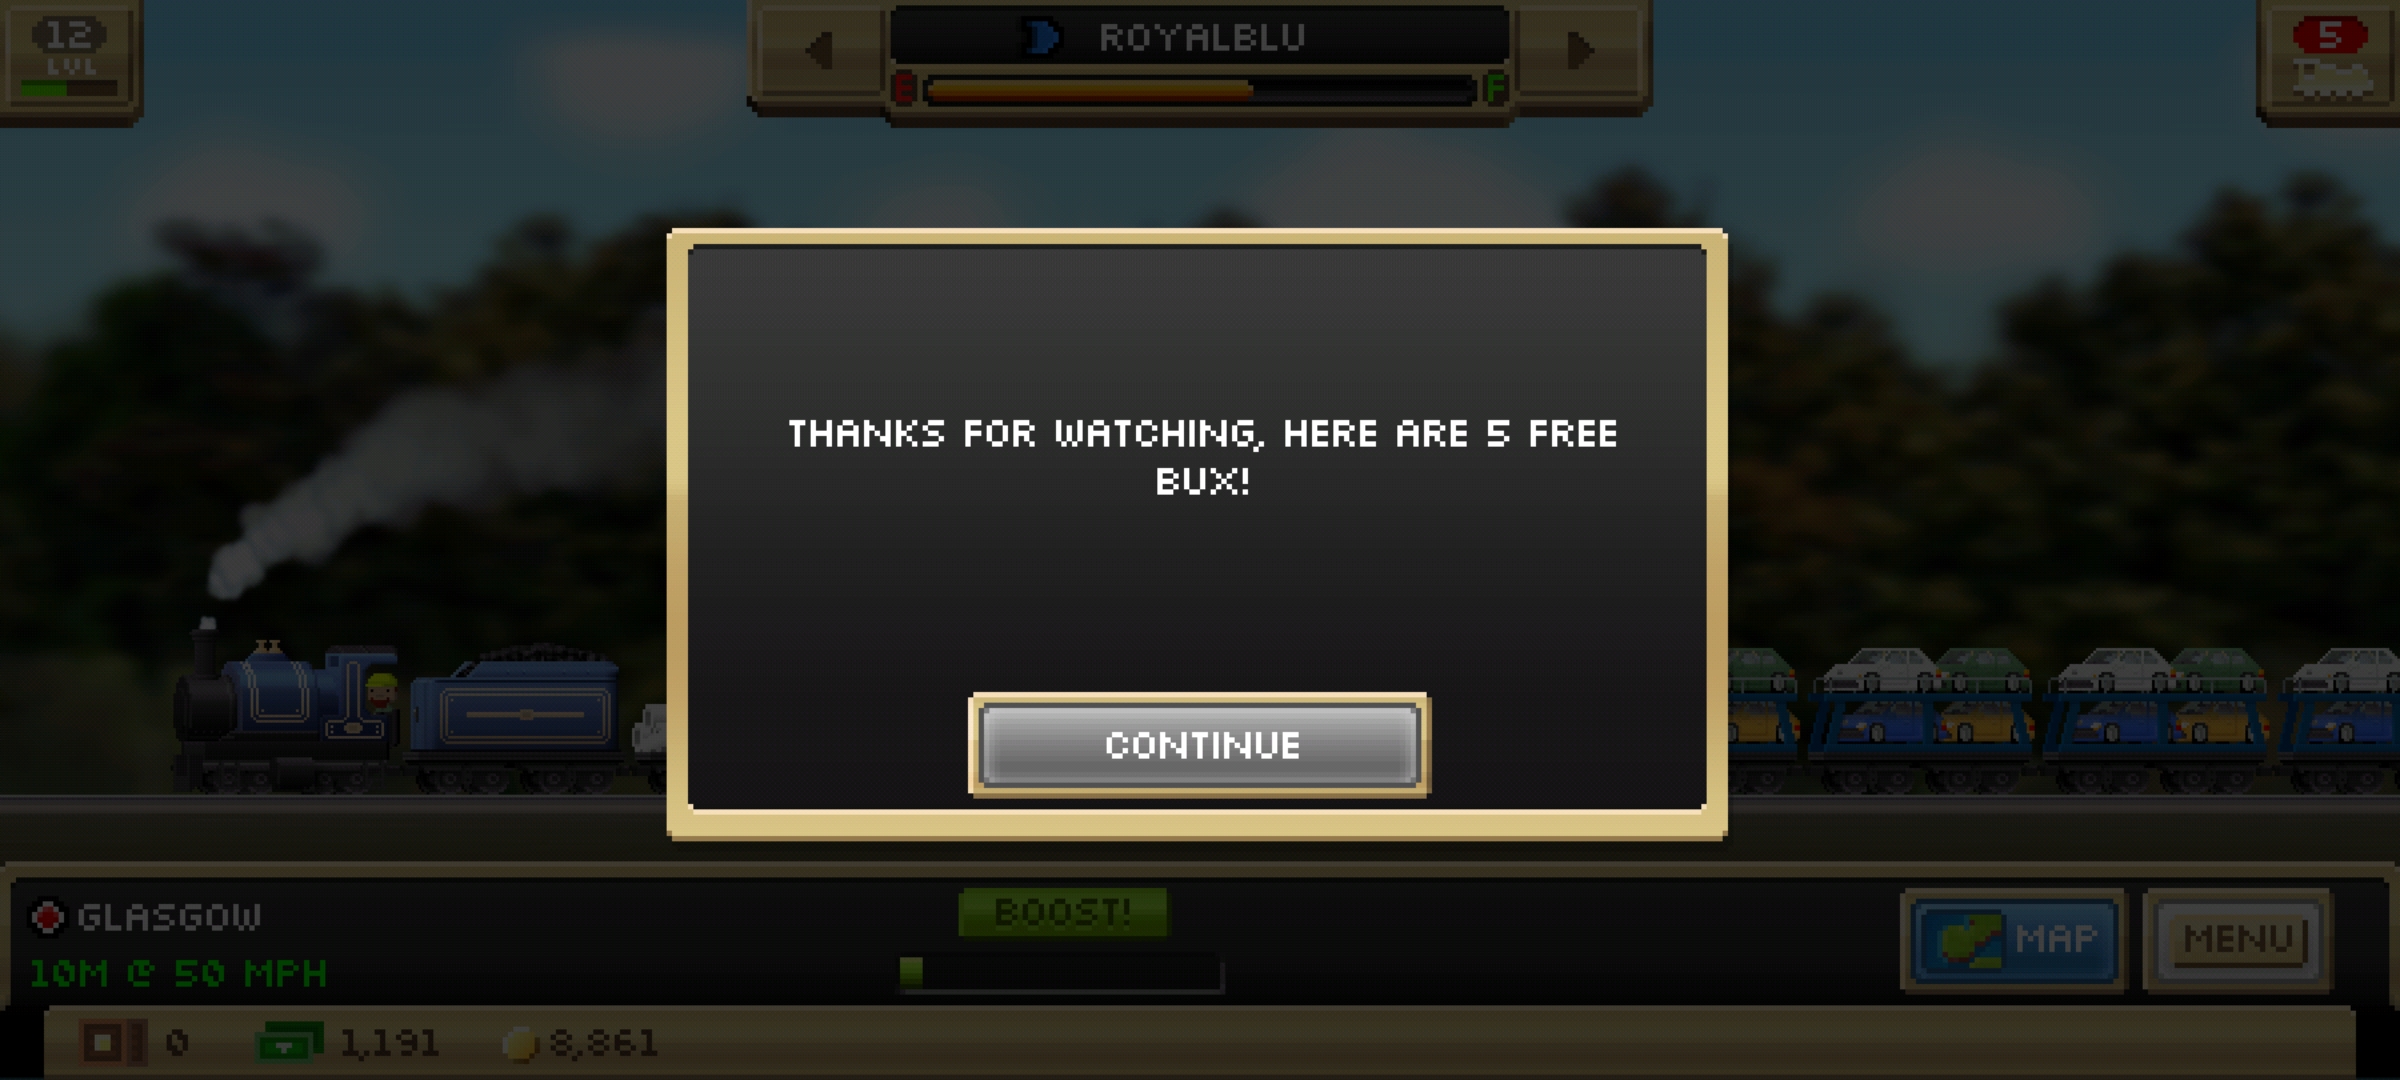 12
LVL
ROYALBLU
E F
5
THANKS FOR WATCHING, HERE ARE 5 FREE
BUX!
CONTINUE
GLASGOW
10M @ 50 MPH
BOOST!
MAP
MENU
0 1,191 8,861